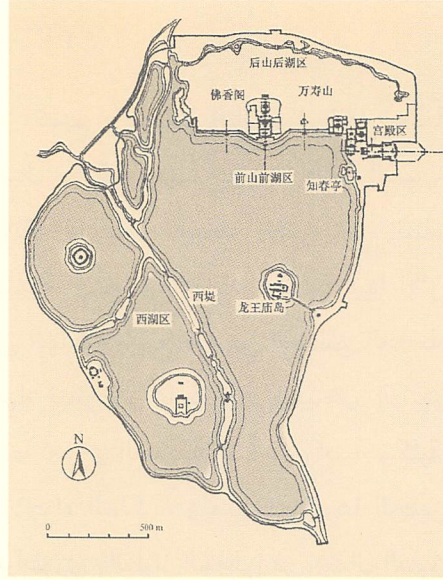 后山后湖区
佛香阁
万寿山
宫殿区
前山前湖区
知春亭
西堤
龙王庙岛
西湖区
N
0 500 m